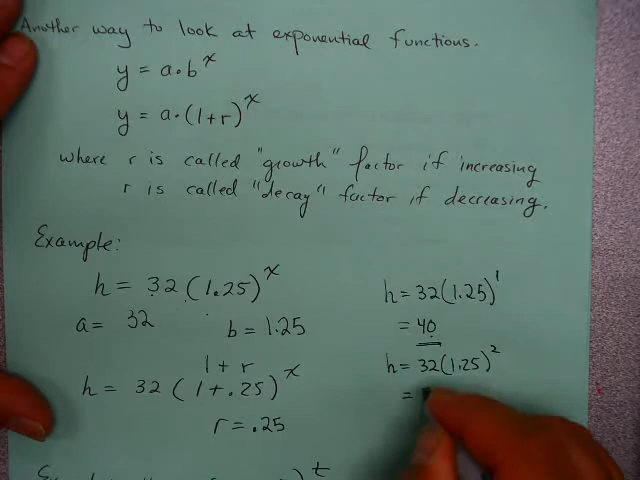 Another way to look at exponential functions.
y = a·b^x
y = a·(1+r)^x
where r is called "growth" factor if increasing
r is called "decay" factor if decreasing.
Example:
h = 32(1.25)^x
a = 32
b = 1.25
1 + r
h = 32(1+.25)^x
r = .25
h = 32(1.25)^1
= 40
h = 32(1.25)^2
=